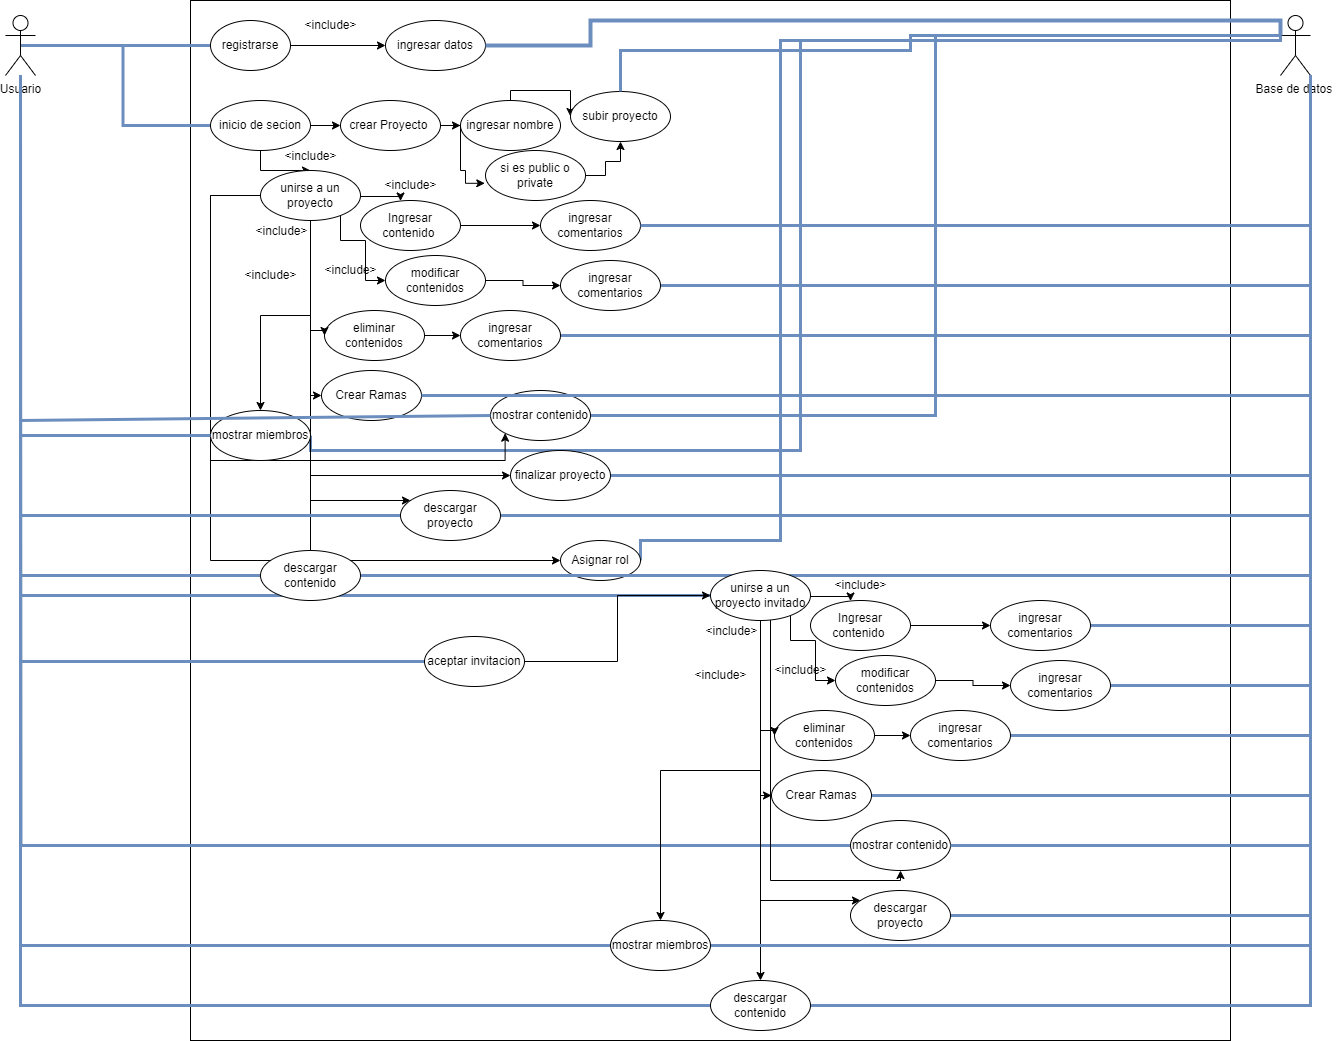 <include>
registrarse
ingresar datos
Usuario
Base de datos
inicio de secion
crear Proyecto
ingresar nombre
subir proyecto
<include>
si es public o
private
unirse a un
proyecto
<include>
Ingresar
contenido
ingresar
comentarios
<include>
<include>
<include>
modificar
contenidos
ingresar
comentarios
eliminar
contenidos
ingresar
comentarios
Crear Ramas
mostrar contenido
mostrar miembros
finalizar proyecto
descargar
proyecto
Asignar rol
descargar
contenido
unirse a un
proyecto invitado
<include>
Ingresar
contenido
ingresar
comentarios
<include>
aceptar invitacion
<include>
<include>
modificar
contenidos
ingresar
comentarios
eliminar
contenidos
ingresar
comentarios
Crear Ramas
mostrar contenido
descargar
proyecto
mostrar miembros
descargar
contenido